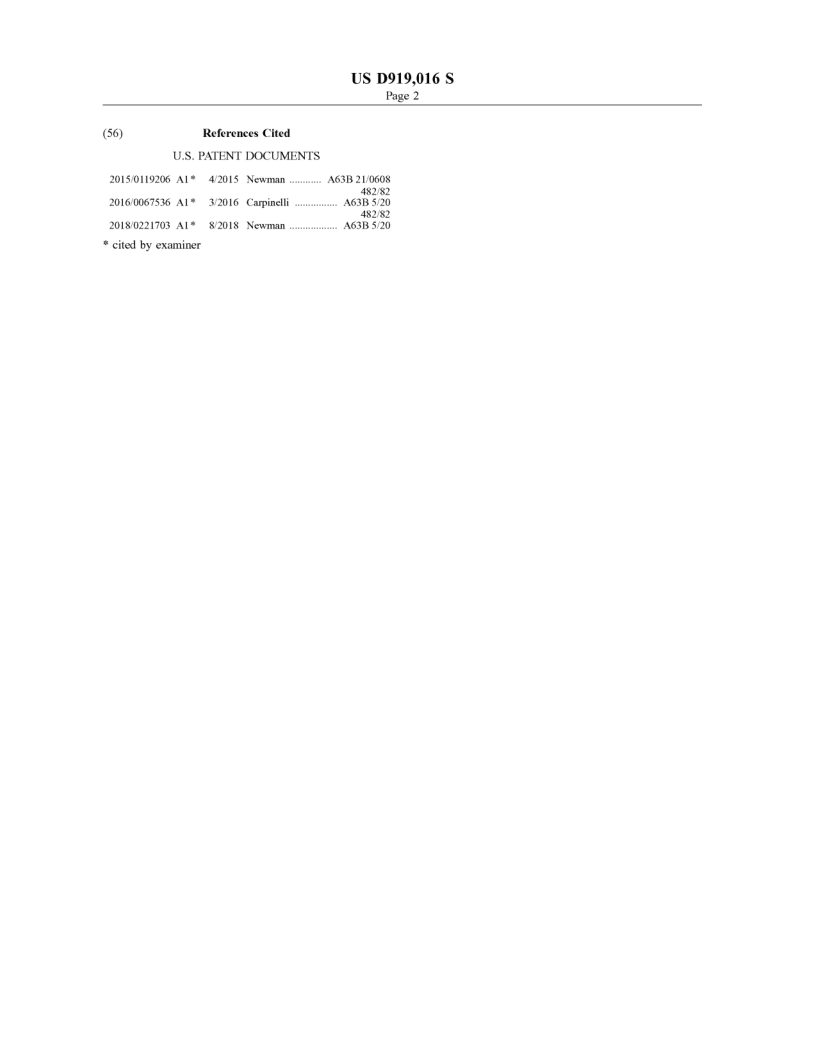 US D919,016 S
Page 2
(56) References Cited
U.S. PATENT DOCUMENTS
2015/0119206 A1* 4/2015 Newman ............ A63B 21/0608
482/82
2016/0067536 A1* 3/2016 Carpinelli ................ A63B 5/20
482/82
2018/0221703 A1* 8/2018 Newman .................. A63B 5/20
* cited by examiner